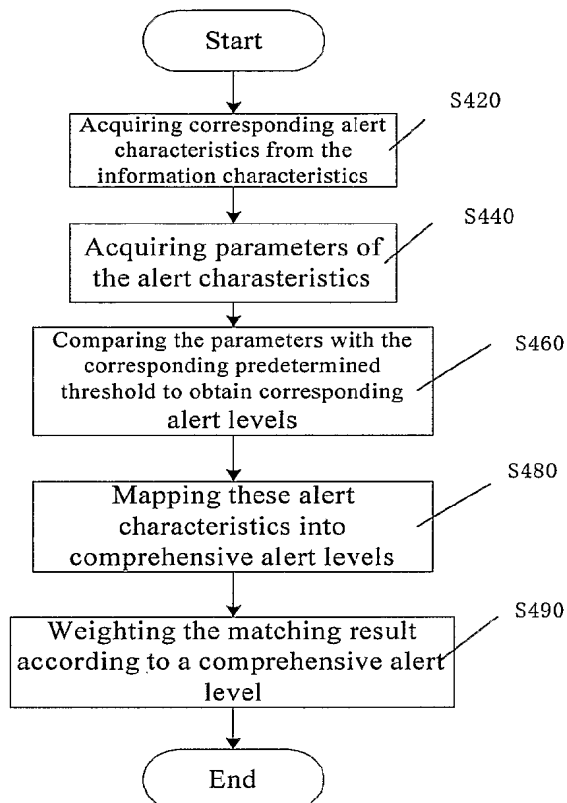 Start
S420
Acquiring corresponding alert
characteristics from the
information characteristics
S440
Acquiring parameters of
the alert charasteristics
S460
Comparing the parameters with the
corresponding predetermined
threshold to obtain corresponding
alert levels
S480
Mapping these alert
characteristics into
comprehensive alert levels
S490
Weighting the matching result
according to a comprehensive alert
level
End